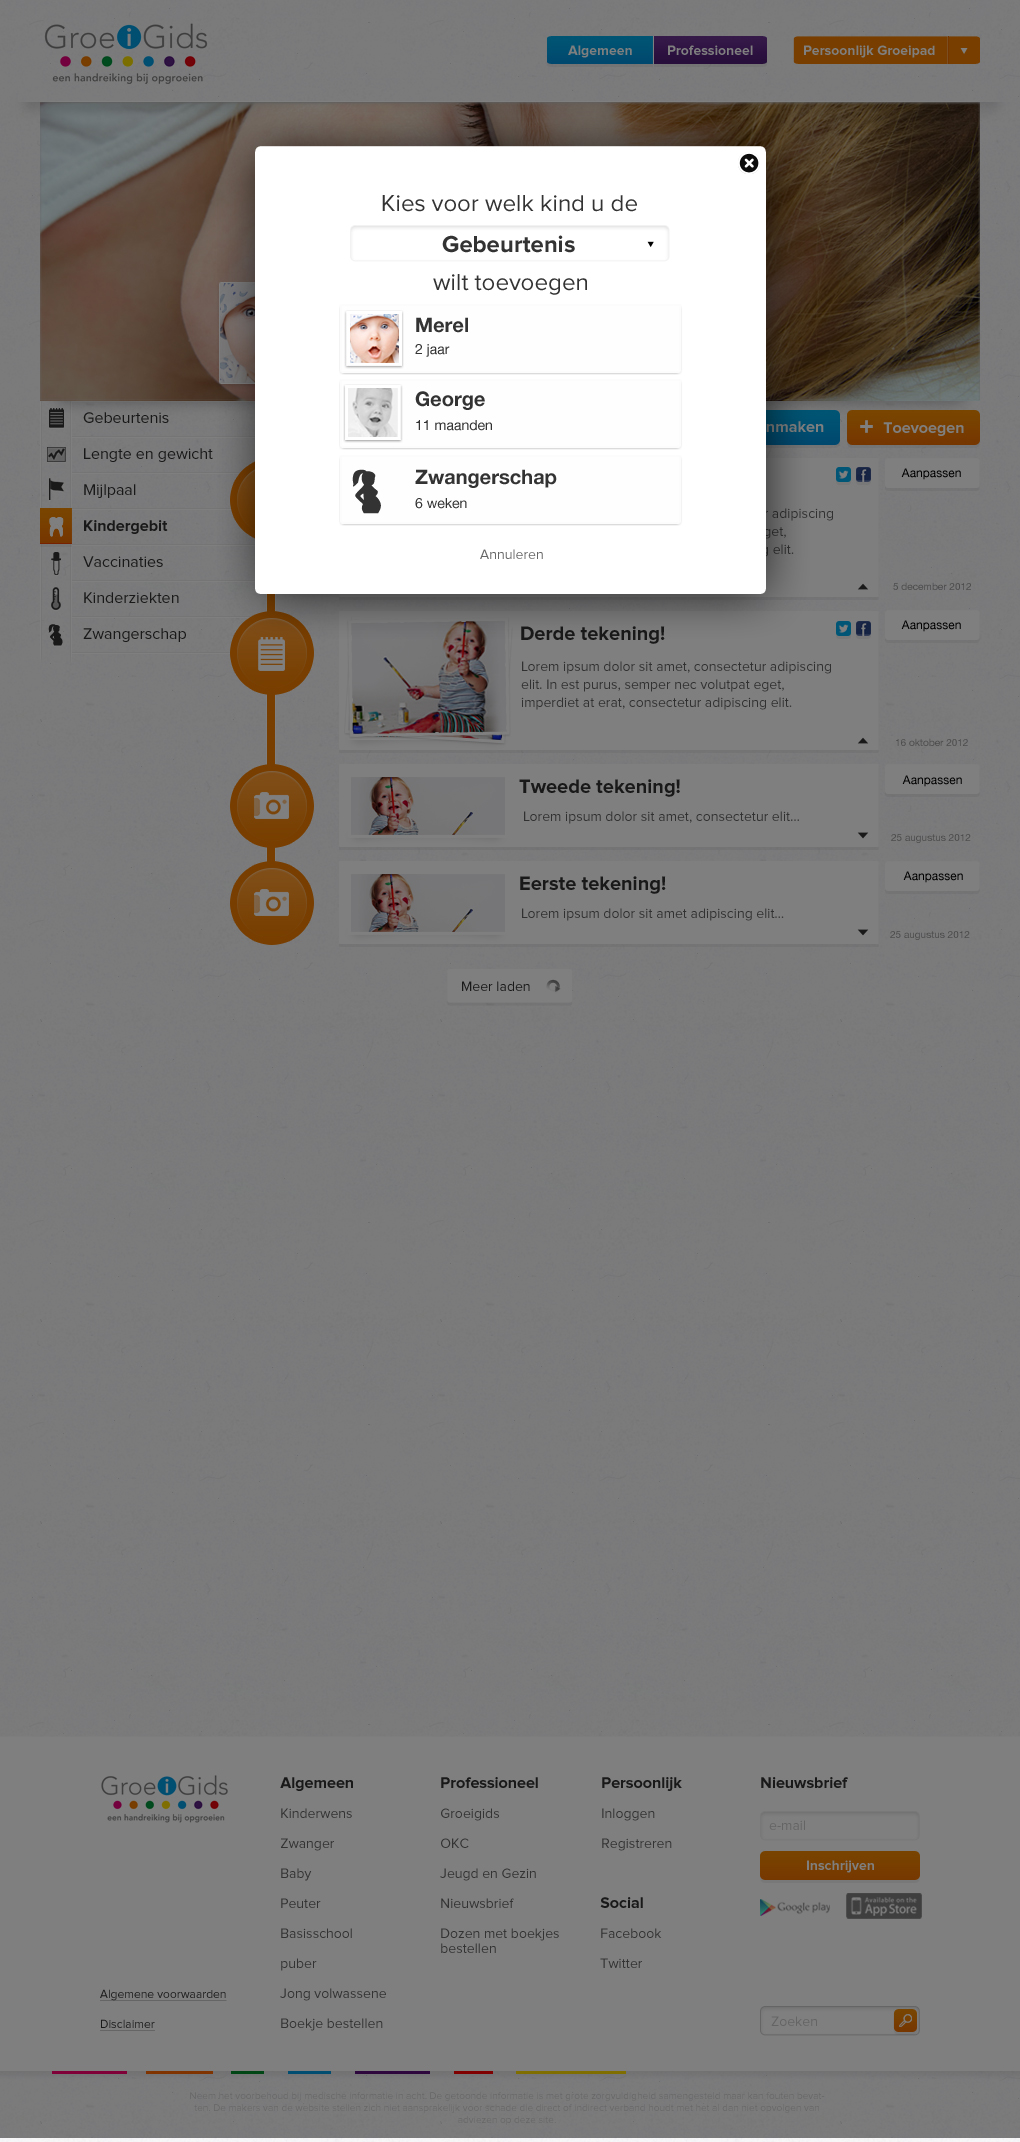 GroeiGids
een handreiking bij opgroeien
Algemeen
Professioneel
Persoonlijk Groeipad
Kies voor welk kind u de
Gebeurtenis
wilt toevoegen
Merel
2 jaar
George
11 maanden
Zwangerschap
6 weken
Annuleren
Gebeurtenis
Lengte en gewicht
Mijlpaal
Kindergebit
Vaccinaties
Kinderziekten
Zwangerschap
nmaken
Toevoegen
Aanpassen
adipiscing
get,
elit.
5 december 2012
Derde tekening!
Lorem ipsum dolor sit amet, consectetur adipiscing
elit. In est purus, semper nec volutpat eget,
imperdiet at erat, consectetur adipiscing elit.
Aanpassen
16 oktober 2012
Tweede tekening!
Lorem ipsum dolor sit amet, consectetur elit...
Aanpassen
25 augustus 2012
Eerste tekening!
Lorem ipsum dolor sit amet adipiscing elit...
Aanpassen
25 augustus 2012
Meer laden
GroeiGids
een handreiking bij opgroeien
Algemene voorwaarden
Disclaimer
Algemeen
Kinderwens
Zwanger
Baby
Peuter
Basisschool
puber
Jong volwassene
Boekje bestellen
Professioneel
Groeigids
OKC
Jeugd en Gezin
Nieuwsbrief
Dozen met boekjes
bestellen
Persoonlijk
Inloggen
Registreren
Social
Facebook
Twitter
Nieuwsbrief
e-mail
Inschrijven
Google play
Available on the
App Store
Zoeken